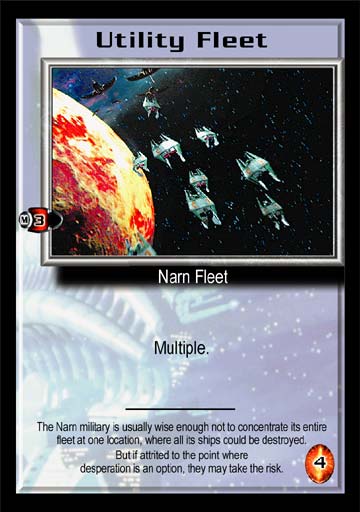 Utility Fleet
M 3
Narn Fleet
Multiple.
The Narn military is usually wise enough not to concentrate its entire
fleet at one location, where all its ships could be destroyed.
But if attrited to the point where
desperation is an option, they may take the risk.
4